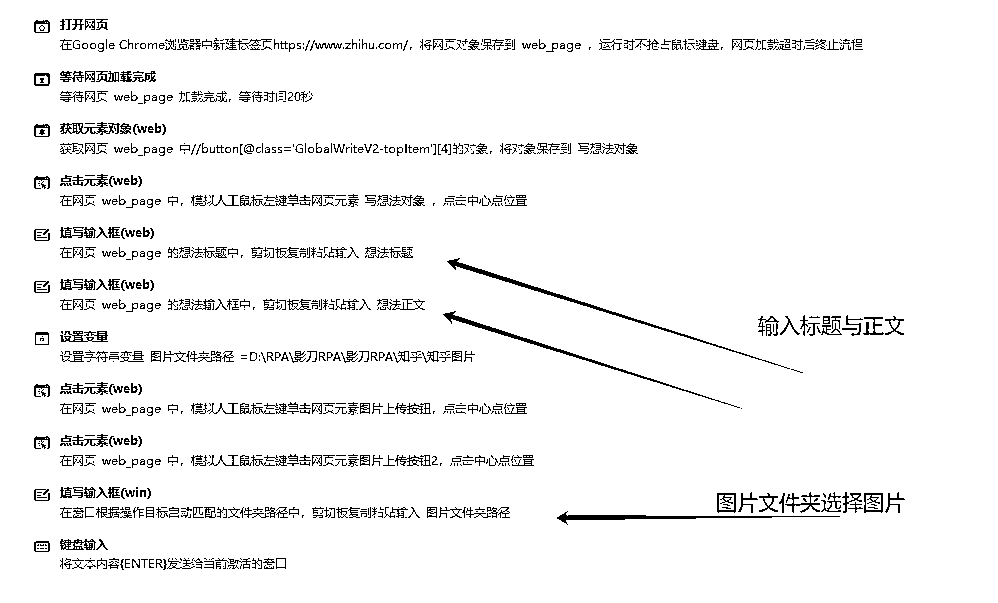 打开网页
在Google Chrome浏览器中新建标签页https://www.zhihu.com/，将网页对象保存到 web_page ，运行时不抢占鼠标键盘，网页加载超时后终止流程
等待网页加载完成
等待网页 web_page 加载完成，等待时间20秒
获取元素对象(web)
获取网页 web_page 中//button[@class='GlobalWriteV2-topItem'][4]的对象，将对象保存到 写想法对象
点击元素(web)
在网页 web_page 中，模拟人工鼠标左键单击网页元素 写想法对象 ，点击中心点位置
填写输入框(web)
在网页 web_page 的想法标题中，剪切板复制粘贴输入 想法标题
填写输入框(web)
在网页 web_page 的想法输入框中，剪切板复制粘贴输入 想法正文
输入标题与正文
设置变量
设置字符串变量 图片文件夹路径 =D:\RPA\影刀RPA\影刀RPA\知乎\知乎图片
点击元素(web)
在网页 web_page 中，模拟人工鼠标左键单击网页元素图片上传按钮，点击中心点位置
点击元素(web)
在网页 web_page 中，模拟人工鼠标左键单击网页元素图片上传按钮2，点击中心点位置
填写输入框(win)
图片文件夹选择图片
在窗口根据操作目标自动匹配的文件夹路径中，剪切板复制粘贴输入 图片文件夹路径
键盘输入
将文本内容{ENTER}发送给当前激活的窗口